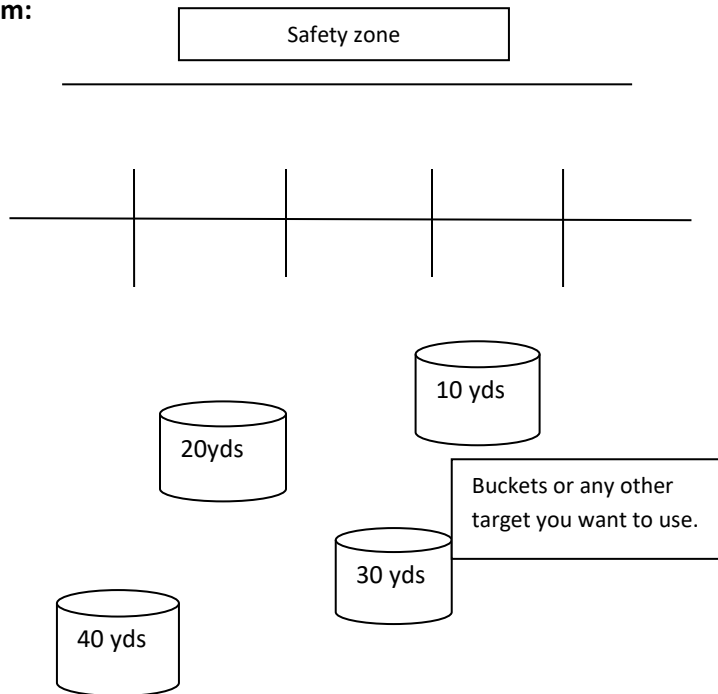 m:
Safety zone
10 yds
20yds
Buckets or any other
target you want to use.
30 yds
40 yds